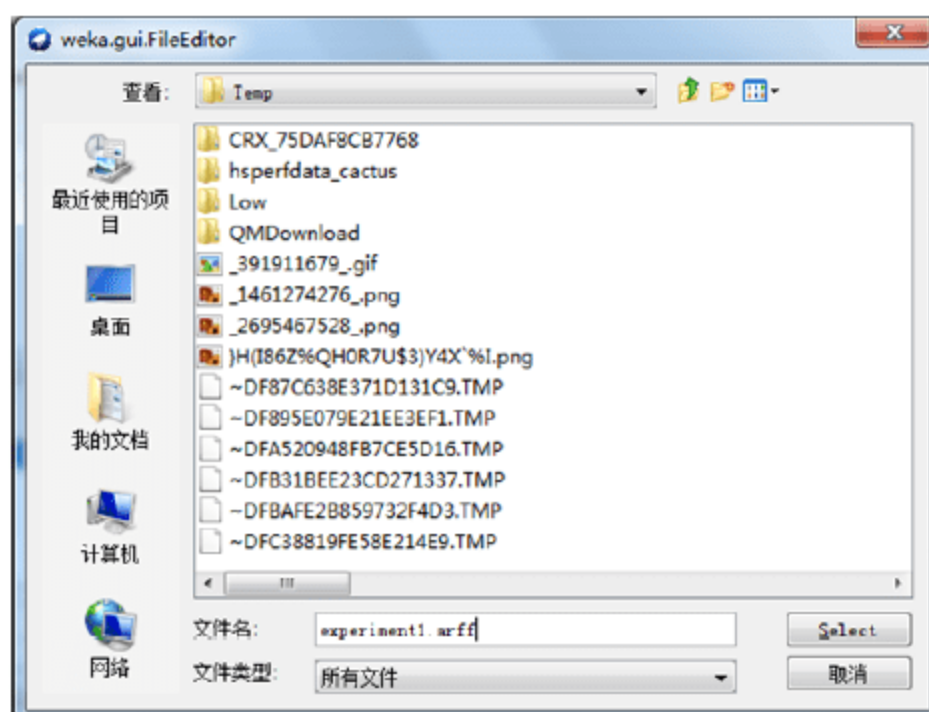 weka.gui.FileEditor
查看:
Temp
CRX_75DAF8CB7768
hsperfdata_cactus
Low
QMDownload
_391911679_.gif
_1461274276_.png
_2695467528_.png
}H(I86Z%QH0R7U$3)Y4X`%I.png
~DF87C638E371D131C9.TMP
~DF895E079E21EE3EF1.TMP
~DFA520948FB7CE5D16.TMP
~DFB31BEE23CD271337.TMP
~DFBAFE2B859732F4D3.TMP
~DFC38819FE58E214E9.TMP
最近使用的项
目
桌面
我的文档
计算机
网络
文件名:
experiment1.arff
Select
文件类型:
所有文件
取消